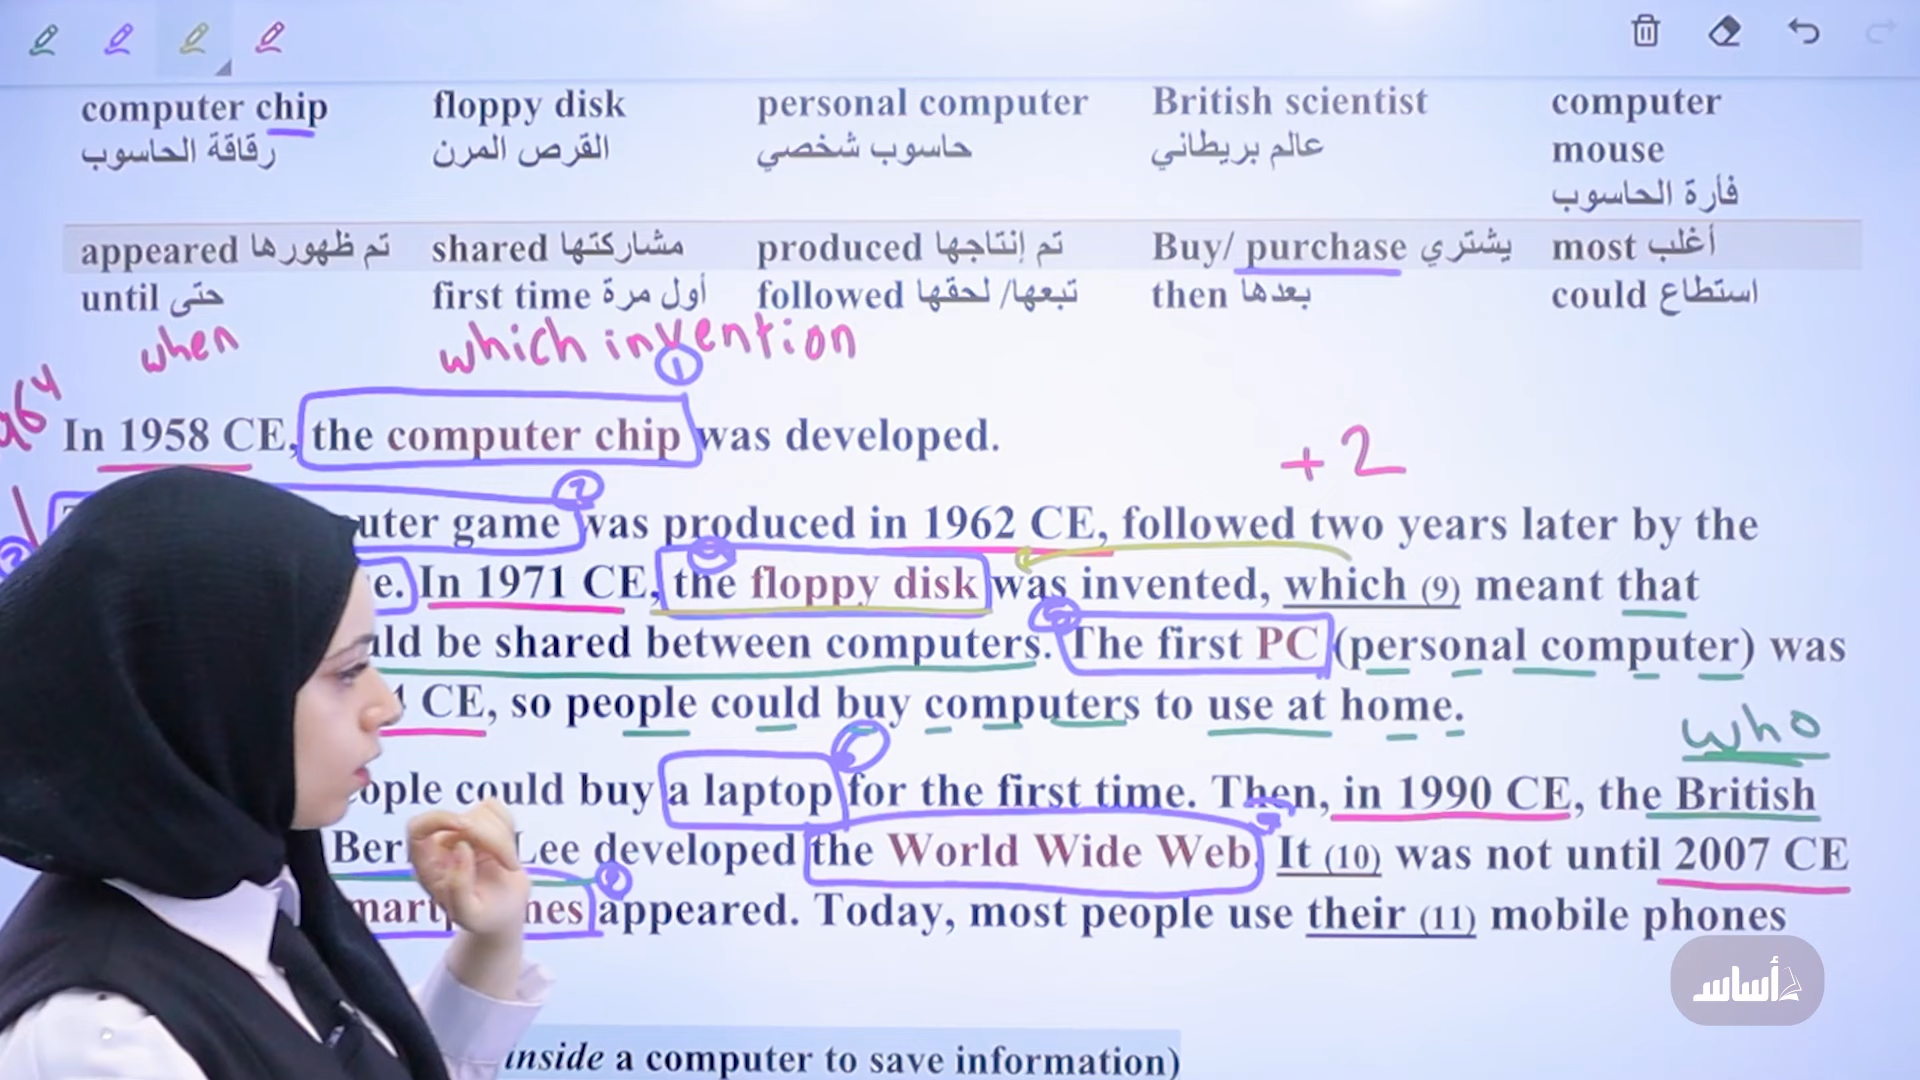 computer chip floppy disk personal computer British scientist computer
رقاقة الحاسوب القرص المرن حاسوب شخصي عالم بريطاني mouse
فأرة الحاسوب
appeared تم ظهورها shared مشاركتها produced تم إنتاجها Buy/ purchase يشتري most أغلب
until حتى first time أول مرة followed تبعها/ لحقها then بعدها could استطاع
when which invention
1
In 1958 CE, the computer chip was developed.
+2
2
uter game was produced in 1962 CE, followed two years later by the
e. In 1971 CE, the floppy disk was invented, which (9) meant that
uld be shared between computers. The first PC (personal computer) was
CE, so people could buy computers to use at home.
who
ople could buy a laptop for the first time. Then, in 1990 CE, the British
Ber Lee developed the World Wide Web. It (10) was not until 2007 CE
mart nes appeared. Today, most people use their (11) mobile phones
أساس
inside a computer to save information)